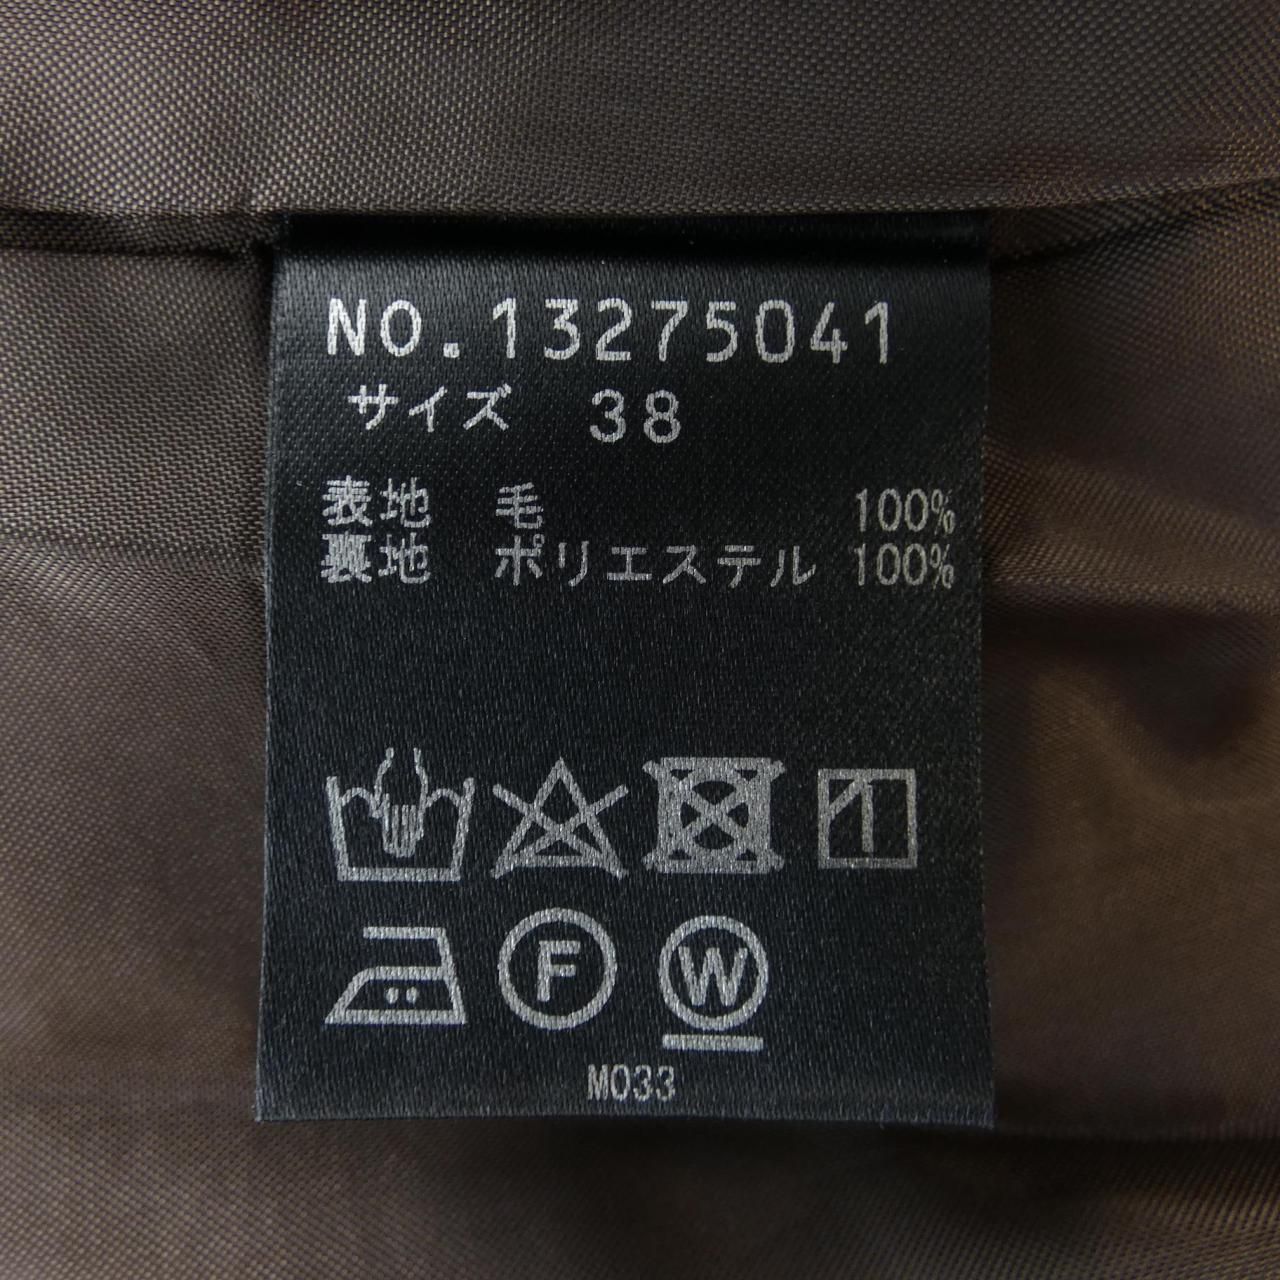 NO.13275041
サイズ 38
表地 毛 100%
裏地 ポリエステル 100%
F W
M033